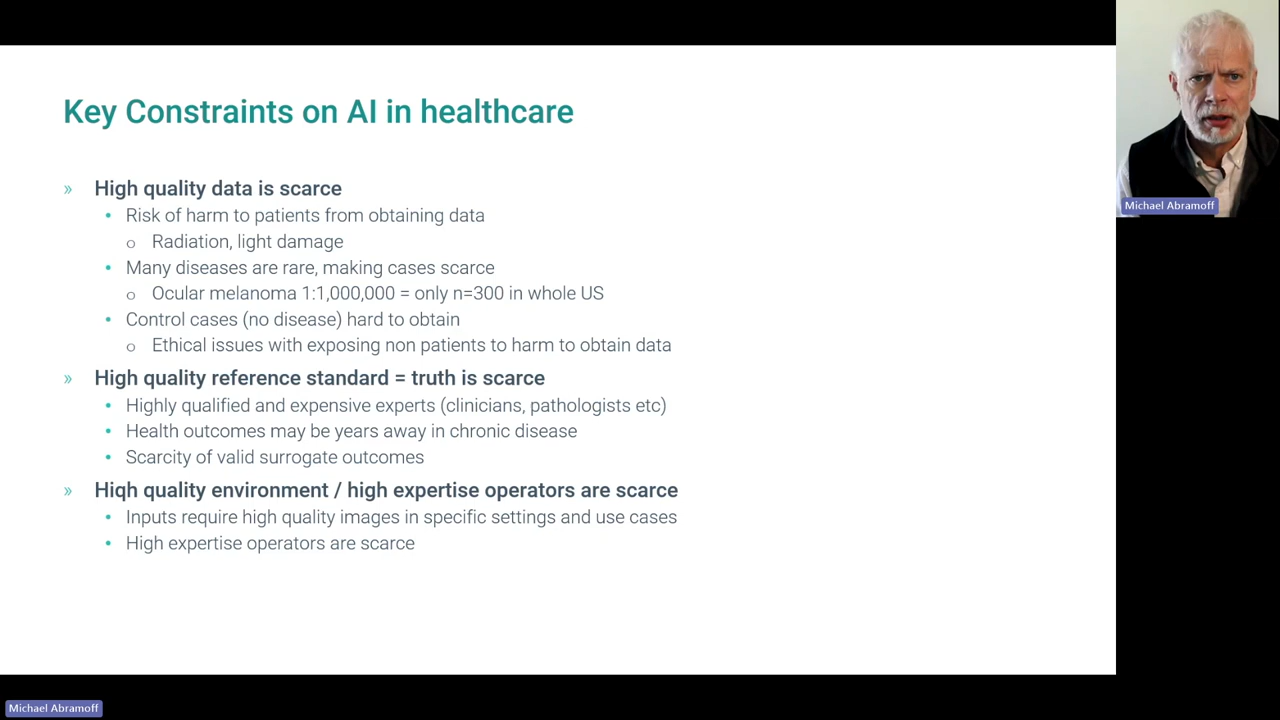 Key Constraints on AI in healthcare
» High quality data is scarce
• Risk of harm to patients from obtaining data
o Radiation, light damage
• Many diseases are rare, making cases scarce
o Ocular melanoma 1:1,000,000 = only n=300 in whole US
• Control cases (no disease) hard to obtain
o Ethical issues with exposing non patients to harm to obtain data
» High quality reference standard = truth is scarce
• Highly qualified and expensive experts (clinicians, pathologists etc)
• Health outcomes may be years away in chronic disease
• Scarcity of valid surrogate outcomes
» Hiqh quality environment / high expertise operators are scarce
• Inputs require high quality images in specific settings and use cases
• High expertise operators are scarce
Michael Abramoff
Michael Abramoff